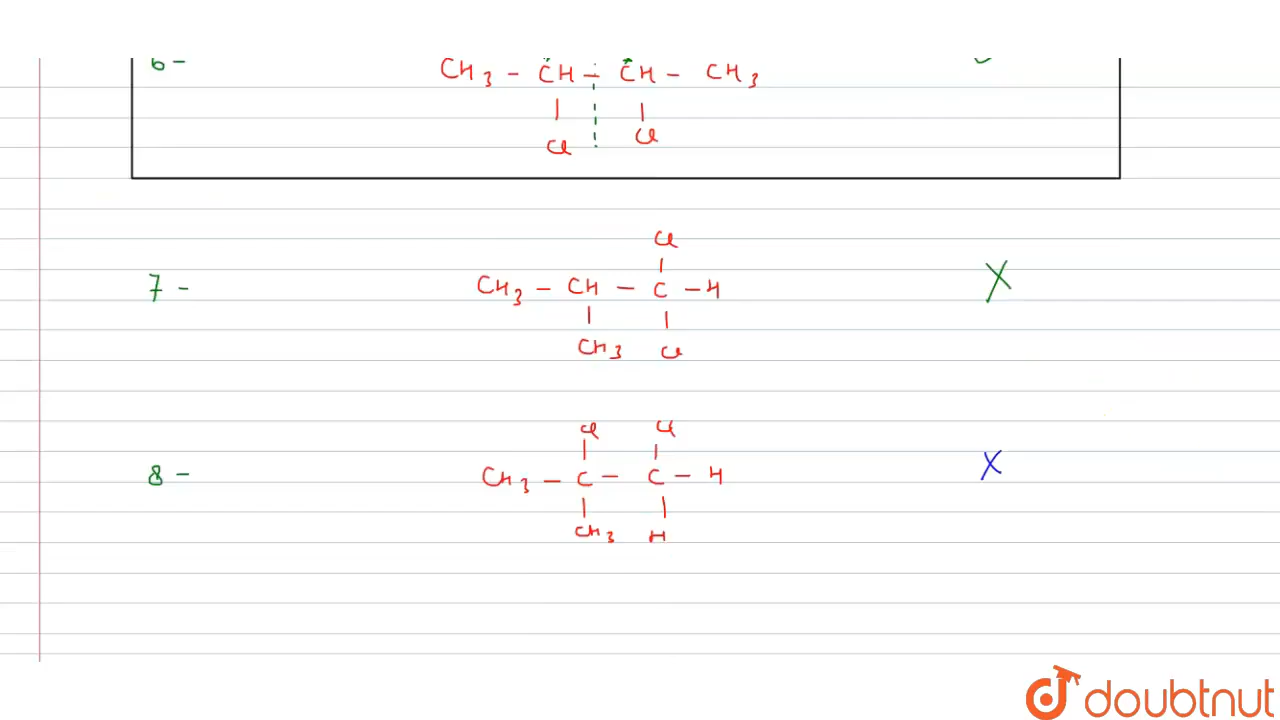 6 - CH3 - CH - CH - CH3
| |
Cl Cl
Cl
|
7 - CH3 - CH - C - H X
| |
CH3 Cl
Cl Cl
| |
8 - CH3 - C - C - H X
| |
CH3 H
doubtnut